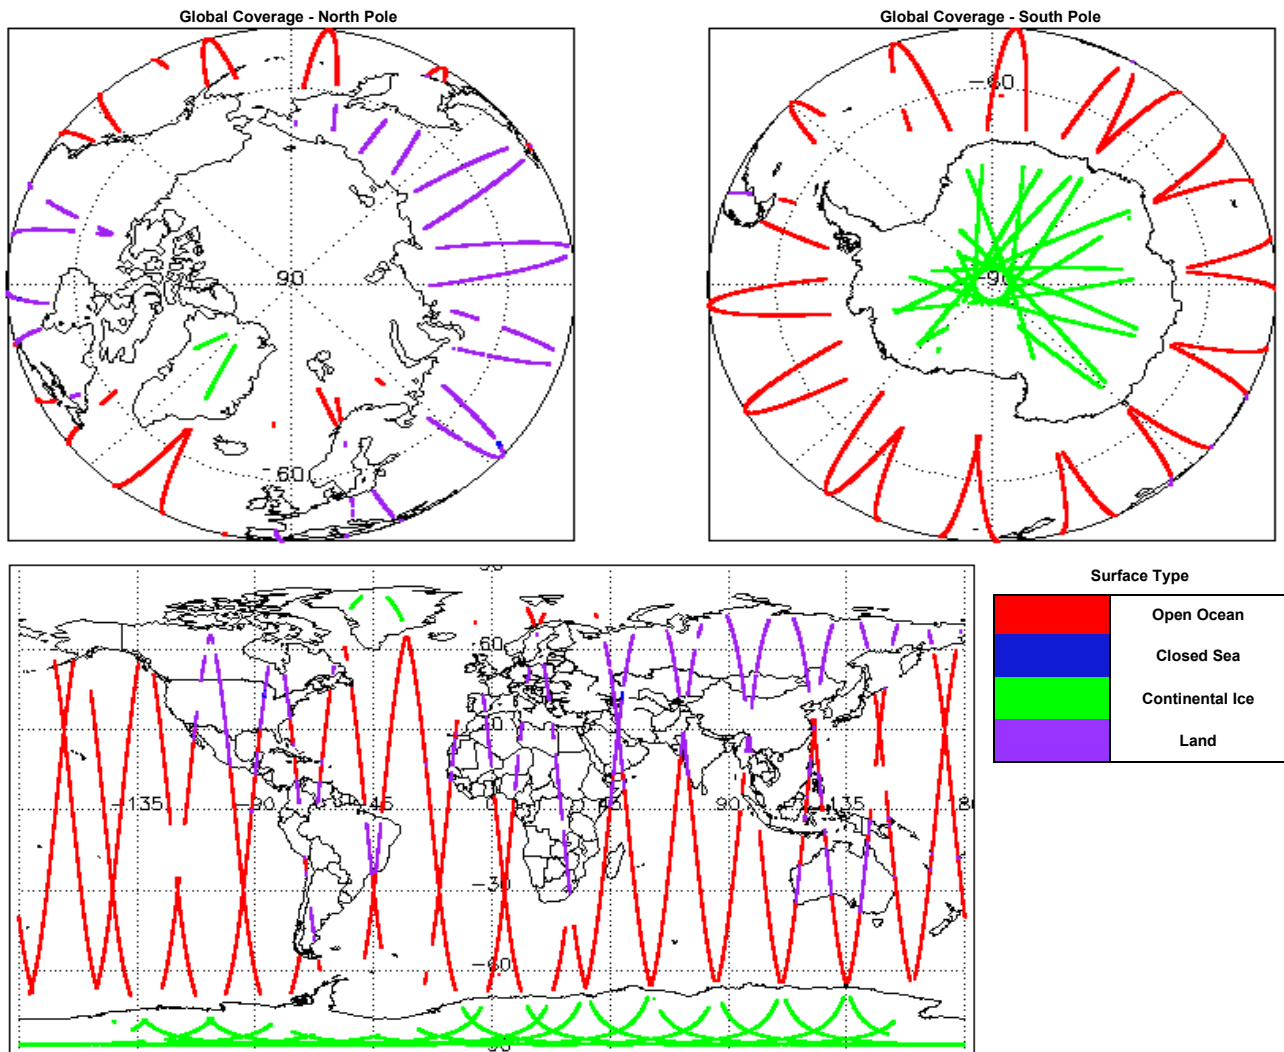 Global Coverage - North Pole
Global Coverage - South Pole
90
-60
-60
-90
-135
-90
-45
0
45
90
135
-30
-60
Surface Type
Open Ocean
Closed Sea
Continental Ice
Land